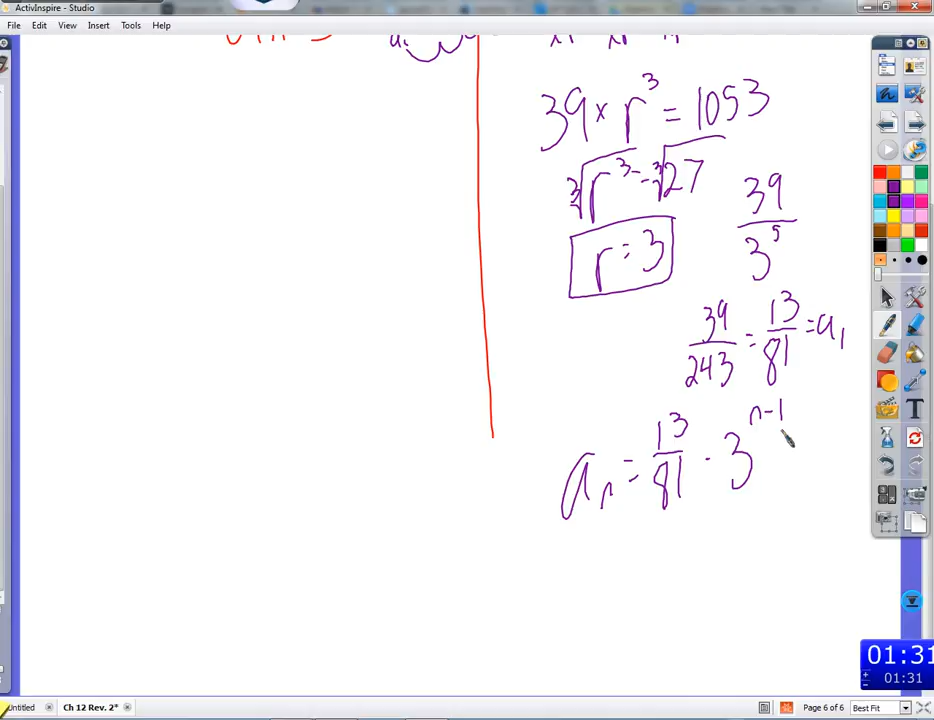 ActivInspire - Studio
File Edit View Insert Tools
39 × r³ = 1053
∛r³ = ∛27
r = 3
39/3⁵
39/243 = 13/81 = a₁
aₙ = 13/81 · 3ⁿ⁻¹
T
01:31
01:31
Untitled Ch 12 Rev. 2* Page 6 of 6 Best Fit